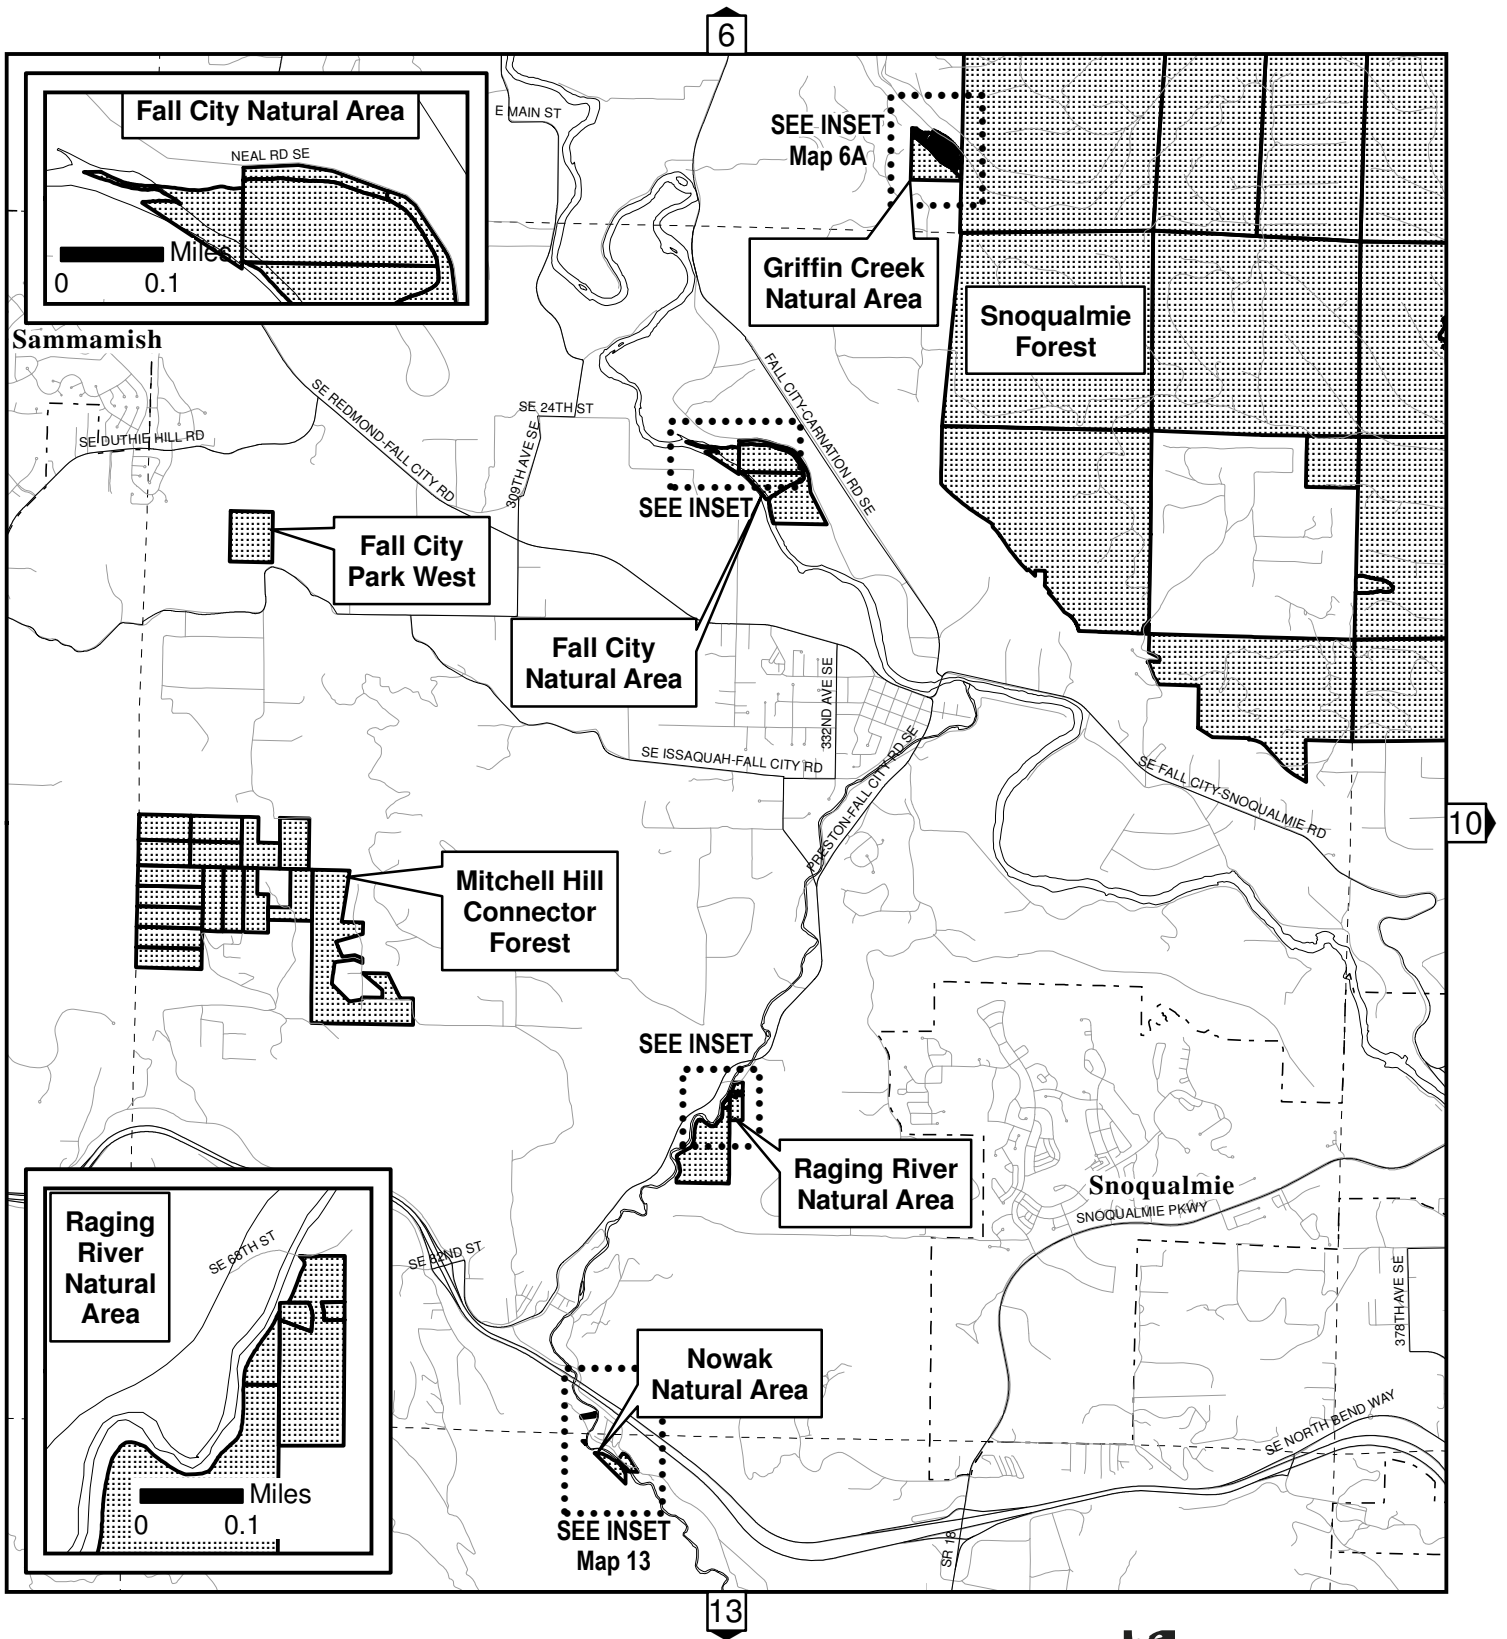 6
Fall City Natural Area
NEAL RD SE
Miles
0 0.1
E MAIN ST
SEE INSET
Map 6A
Griffin Creek
Natural Area
Snoqualmie
Forest
Sammamish
SE DUTHIE HILL RD
SE REDMOND-FALL CITY RD
SE 24TH ST
309TH AVE SE
FALL CITY-CARNATION RD SE
SEE INSET
Fall City
Park West
Fall City
Natural Area
332ND AVE SE
SE ISSAQUAH-FALL CITY RD
PRESTON-FALL CITY RD SE
SE FALL CITY-SNOQUALMIE RD
10
Mitchell Hill
Connector
Forest
SEE INSET
Raging River
Natural Area
Snoqualmie
SNOQUALMIE PKWY
Raging
River
Natural
Area
SE 68TH ST
Miles
0 0.1
SE 82ND ST
378TH AVE SE
Nowak
Natural Area
SE NORTH BEND WAY
SEE INSET
Map 13
SR 18
13